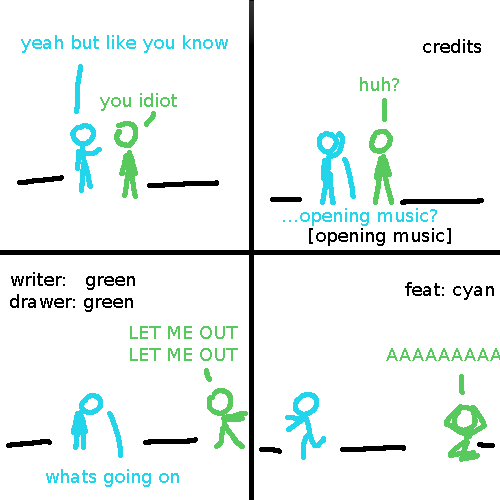 yeah but like you know
you idiot
credits
huh?
...opening music?
[opening music]
writer: green
drawer: green
LET ME OUT
LET ME OUT
whats going on
feat: cyan
AAAAAAAAA